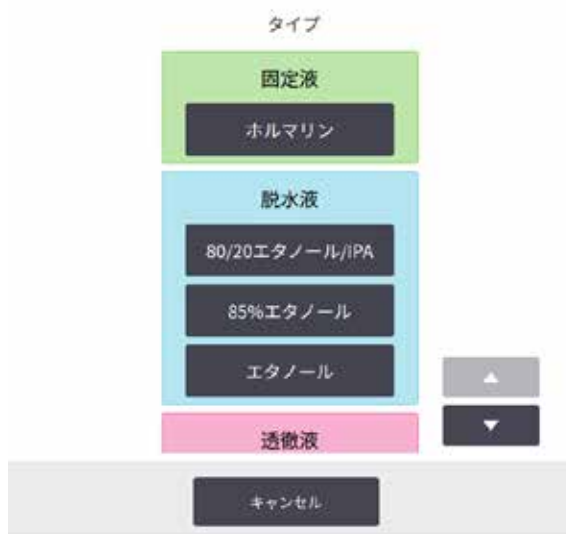 タイプ
固定液
ホルマリン
脱水液
80/20エタノール/IPA
85%エタノール
エタノール
透徹液
キャンセル